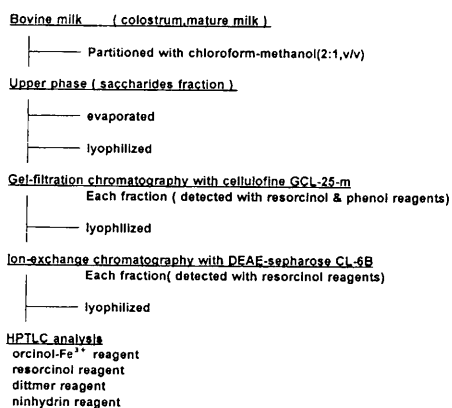 Bovine milk ( colostrum,mature milk )
Partitioned with chloroform-methanol(2:1,v/v)
Upper phase ( saccharides fraction )
evaporated
lyophilized
Gel-filtration chromatography with cellulofine GCL-25-m
Each fraction ( detected with resorcinol & phenol reagents)
lyophilized
Ion-exchange chromatography with DEAE-sepharose CL-6B
Each fraction( detected with resorcinol reagents)
lyophilized
HPTLC analysis
orcinol-Fe³⁺ reagent
resorcinol reagent
dittmer reagent
ninhydrin reagent